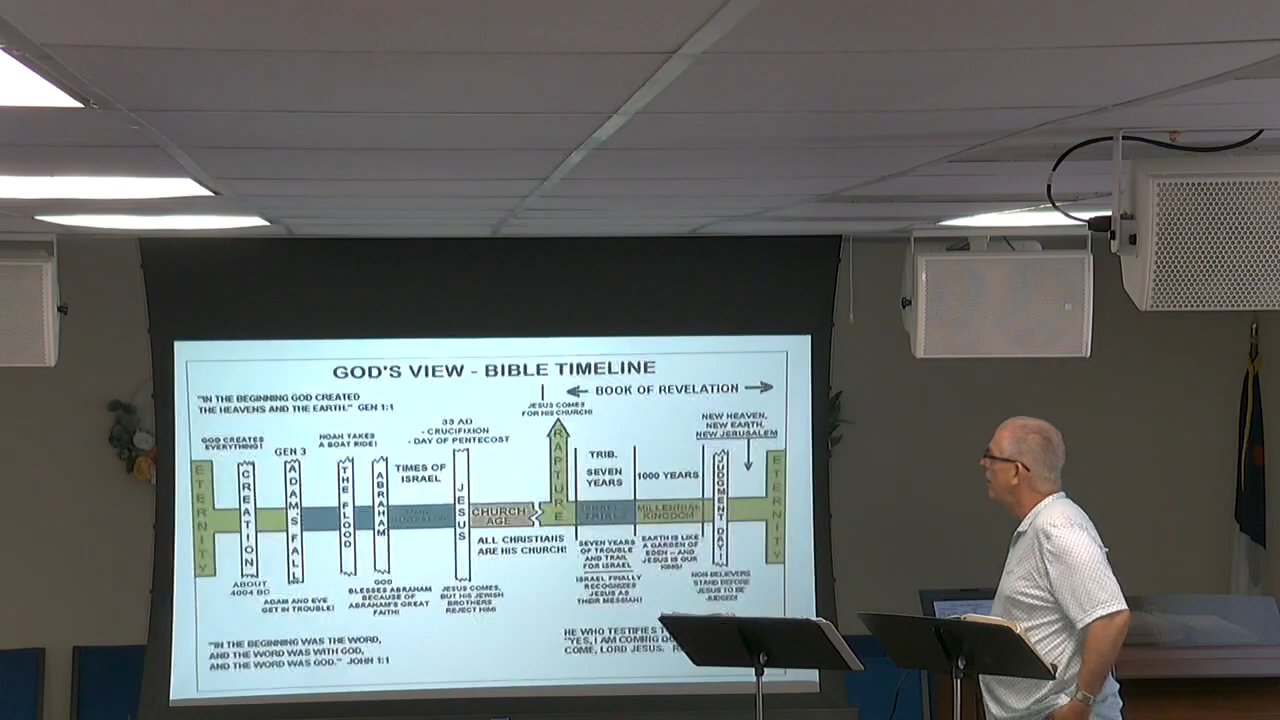 GOD'S VIEW - BIBLE TIMELINE
"IN THE BEGINNING GOD CREATED
THE HEAVENS AND THE EARTH." GEN 1:1
JESUS COMES
FOR HIS CHURCH!
BOOK OF REVELATION
GOD CREATES
EVERYTHING!
GEN 3
NOAH TAKES
A BOAT RIDE!
33 AD
- CRUCIFIXION
- DAY OF PENTECOST
NEW HEAVEN,
NEW EARTH,
NEW JERUSALEM
ETERNITY
CREATION
ADAM'S FALL
THE FLOOD
ABRAHAM
TIMES OF
ISRAEL
JESUS
CHURCH
AGE
RAPTURE
TRIB.
SEVEN
YEARS
ISRAEL
TRIAL
1000 YEARS
MILLENNIAL
KINGDOM
JUDGMENT DAY!
ETERNITY
ALL CHRISTIANS
ARE HIS CHURCH!
ABOUT
4004 BC
ADAM AND EVE
GET IN TROUBLE!
GOD
BLESSES ABRAHAM
BECAUSE OF
ABRAHAM'S GREAT
FAITH!
JESUS COMES,
BUT HIS JEWISH
BROTHERS
REJECT HIM
SEVEN YEARS
OF TROUBLE
AND TRAIL
FOR ISRAEL
ISRAEL FINALLY
RECOGNIZES
JESUS AS
THEIR MESSIAH!
EARTH IS LIKE
A GARDEN OF
EDEN - AND
JESUS IS OUR
KING!
NON-BELIEVERS
STAND BEFORE
JESUS TO BE
JUDGED!
"IN THE BEGINNING WAS THE WORD,
AND THE WORD WAS WITH GOD,
AND THE WORD WAS GOD." JOHN 1:1
HE WHO TESTIFIES
"YES, I AM COMING
COME, LORD JESUS.